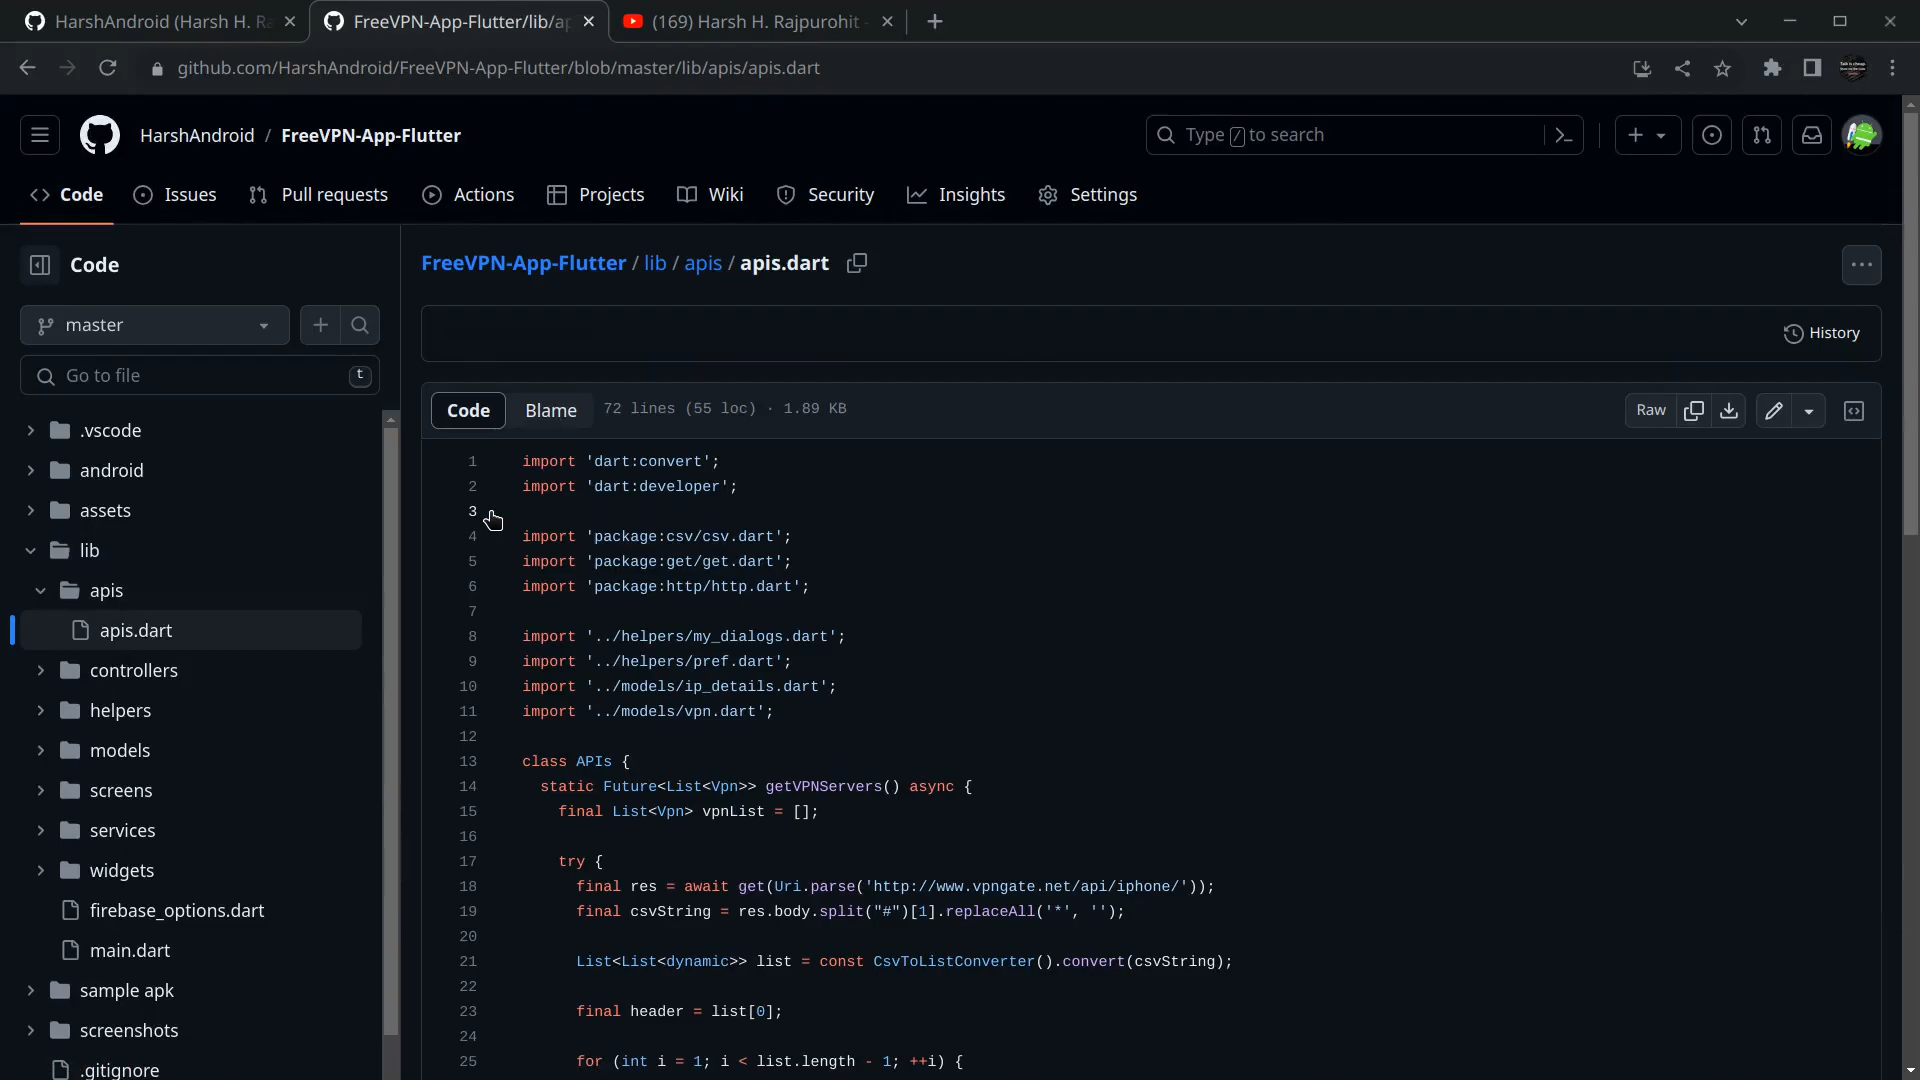 HarshAndroid (Harsh H. Ra
FreeVPN-App-Flutter/lib/ap
(169) Harsh H. Rajpurohit -
github.com/HarshAndroid/FreeVPN-App-Flutter/blob/master/lib/apis/apis.dart
HarshAndroid / FreeVPN-App-Flutter
Type / to search
Code
Issues
Pull requests
Actions
Projects
Wiki
Security
Insights
Settings
Code
master
Go to file
t
.vscode
android
assets
lib
apis
apis.dart
controllers
helpers
models
screens
services
widgets
firebase_options.dart
main.dart
sample apk
screenshots
.gitignore
FreeVPN-App-Flutter / lib / apis / apis.dart
History
Code
Blame
72 lines (55 loc) · 1.89 KB
Raw
1 import 'dart:convert';
2 import 'dart:developer';
3
4 import 'package:csv/csv.dart';
5 import 'package:get/get.dart';
6 import 'package:http/http.dart';
7
8 import '../helpers/my_dialogs.dart';
9 import '../helpers/pref.dart';
10 import '../models/ip_details.dart';
11 import '../models/vpn.dart';
12
13 class APIs {
14 static Future<List<Vpn>> getVPNServers() async {
15 final List<Vpn> vpnList = [];
16
17 try {
18 final res = await get(Uri.parse('http://www.vpngate.net/api/iphone/'));
19 final csvString = res.body.split("#")[1].replaceAll('*', '');
20
21 List<List<dynamic>> list = const CsvToListConverter().convert(csvString);
22
23 final header = list[0];
24
25 for (int i = 1; i < list.length - 1; ++i) {